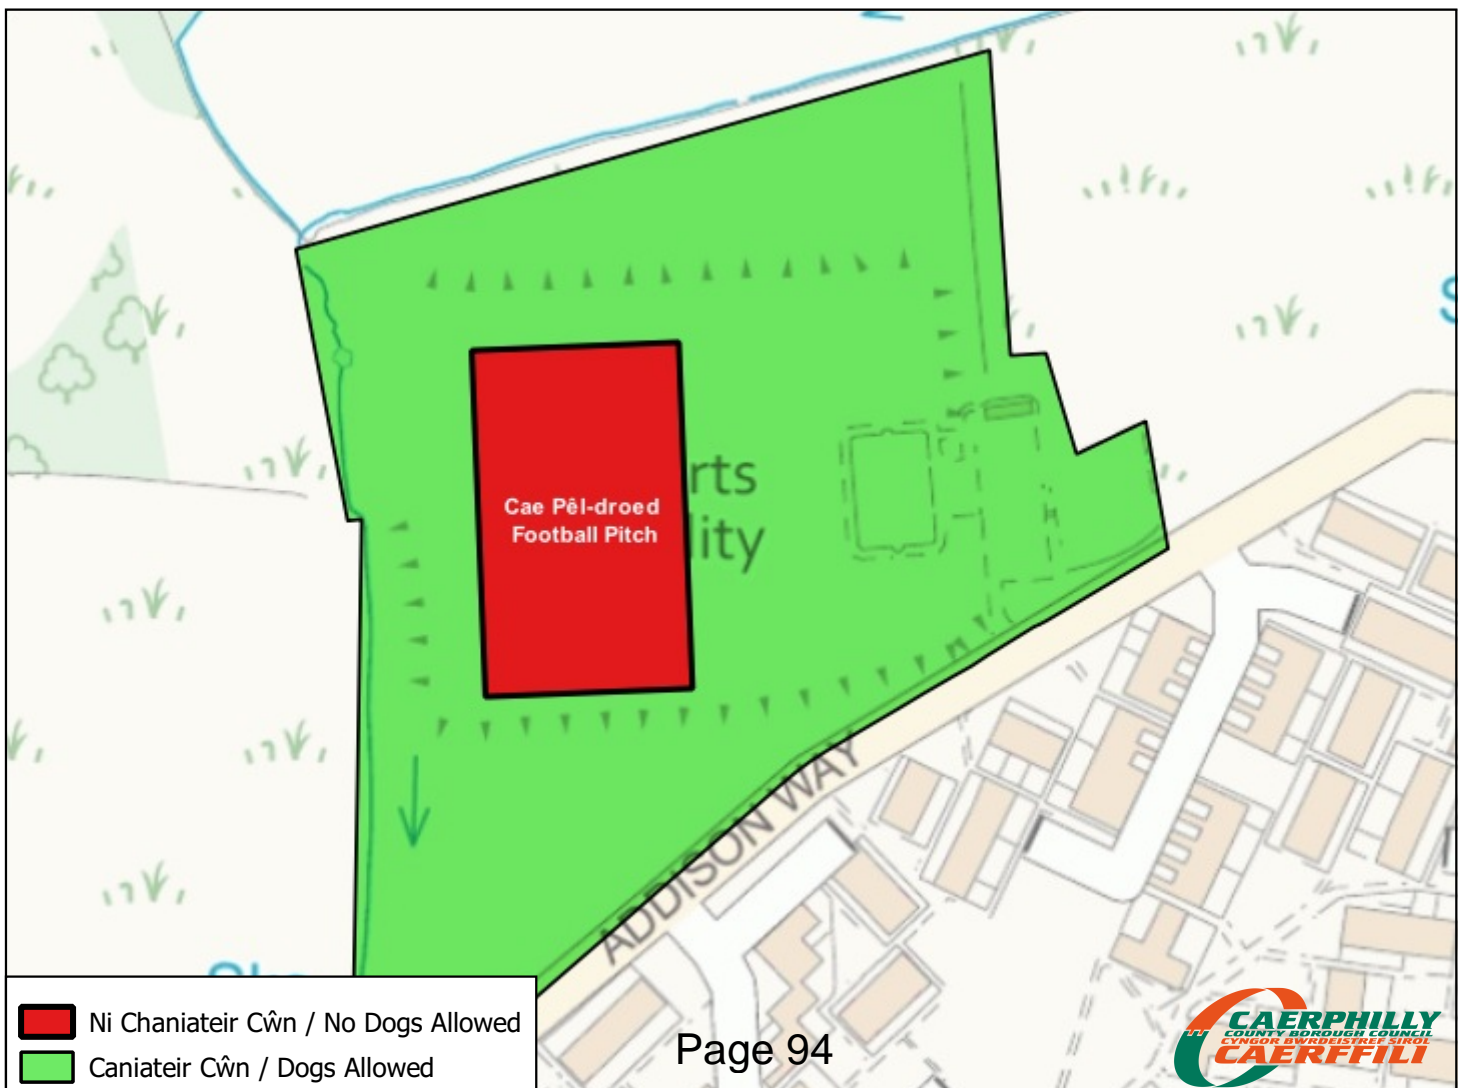 rts
lity
Cae Pêl-droed
Football Pitch
ADDISON WAY
Ni Chaniateir Cŵn / No Dogs Allowed
Caniateir Cŵn / Dogs Allowed
Page 94
CAERPHILLY
COUNTY BOROUGH COUNCIL
CYNGOR BWRDEISTREF SIROL
CAERFFILI